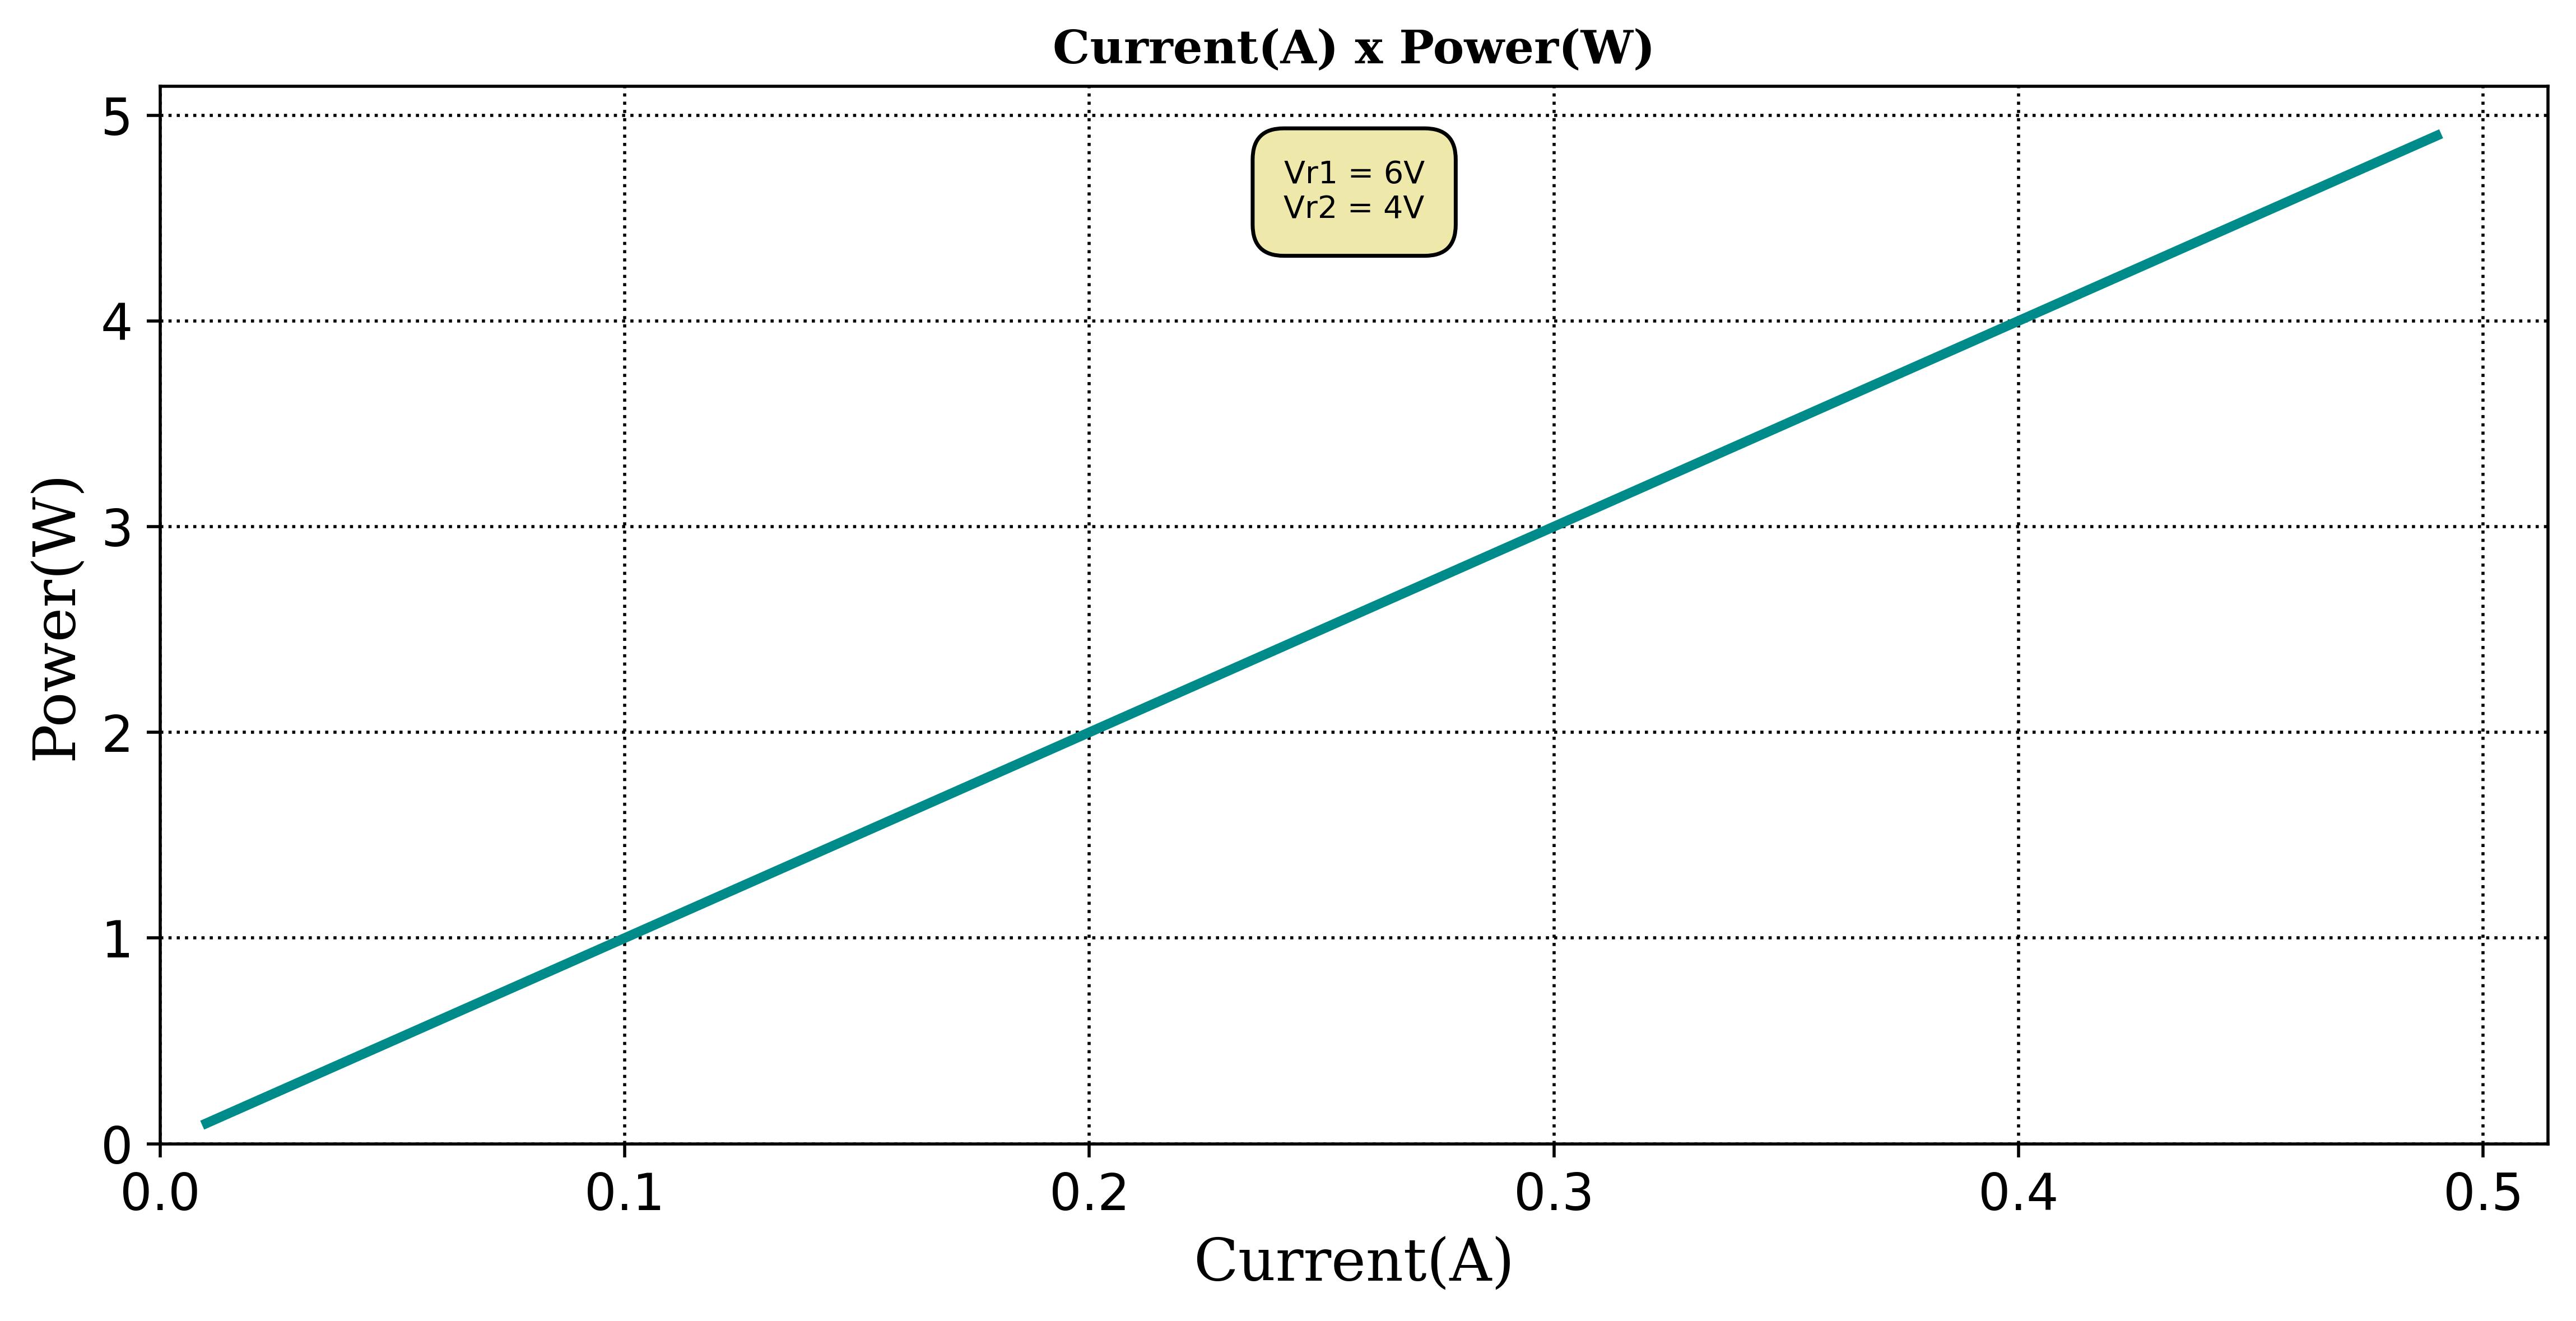 Current(A) x Power(W)
Vr1 = 6V
Vr2 = 4V
Power(W)
5
4
3
2
1
0
0.0 0.1 0.2 0.3 0.4 0.5
Current(A)